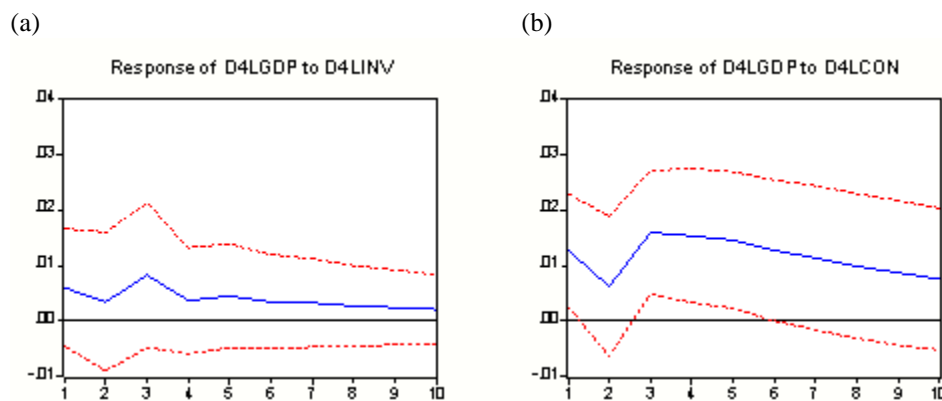 (a)
(b)
Response of D4LGDP to D4LINV
.04
.03
.02
.01
.00
-.01
1 2 3 4 5 6 7 8 9 10
Response of D4LGDP to D4LCON
.04
.03
.02
.01
.00
-.01
1 2 3 4 5 6 7 8 9 10